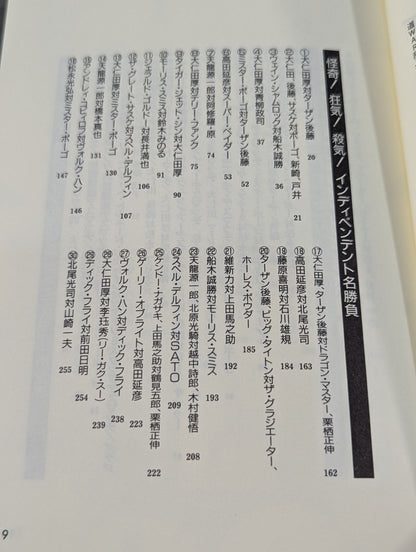 怪奇！狂気！殺気！インディペンデント名勝負
①大仁田厚対ターザン後藤 20
②大仁田、後藤、サスケ対ポーゴ、新崎、戸井 21
③ウェイン・シャムロック対船木誠勝 36
④大仁田厚対青柳政司 37
⑤ミスター・ポーゴ対ターザン後藤 52
⑥高田延彦対スーパー・ベイダー 53
⑦天龍源一郎対阿修羅・原 74
⑧大仁田厚対テリー・ファンク 75
⑨タイガー・ジェット・シン対大仁田厚 90
⑩モーリス・スミス対鈴木みのる 91
⑪ジェラルド・ゴルドー対桜井満也 106
⑫ザ・グレート・サスケ対スペル・デルフィン 107
⑬大仁田厚対ミスター・ポーゴ 130
⑭天龍源一郎対橋本真也 131
⑮アンドレィ・コピィロフ対ヴォルク・ハン 146
⑯松永光弘対ミスター・ポーゴ 147
⑰大仁厚、ターザン後藤対ドラゴン・マスター、栗栖正伸 162
⑱高田延彦対北尾光司 163
⑲藤原喜明対石川雄規 184
⑳ターザン後藤、ビッグ・タイトン対ザ・グラジエーター、
ホーレス・ボウダー 185
㉑維新力対上田馬之助 192
㉒船木誠勝対モーリス・スミス 193
㉓天龍源一郎、北原光騎対越中詩郎、木村健悟 208
㉔スペル・デルフィン対ＳＡＴＯ 209
㉕ケンドー・ナガサキ、上田馬之助対鶴見五郎、栗栖正伸 222
㉖ゲーリー・オブライト対高田延彦 223
㉗ヴォルク・ハン対ディック・フライ 238
㉘大仁田厚対李珏秀（リー・ガク・スー） 239
㉙ディック・フライ対前田日明 254
㉚北尾光司対山崎一夫 255
9